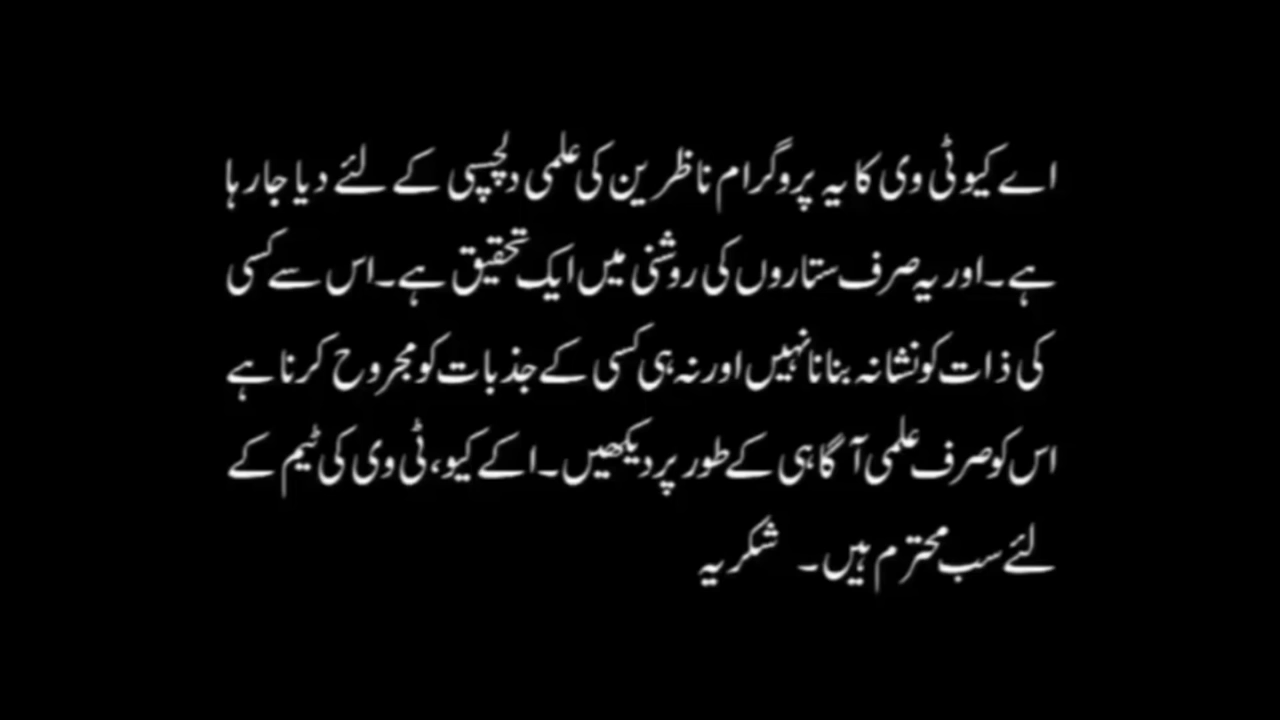 اے کیو ٹی وی کا یہ پروگرام ناظرین کی علمی دلچسپی کے لئے دیا جارہا
ہے۔اور یہ صرف ستاروں کی روشنی میں ایک تحقیق ہے۔اس سے کسی
کی ذات کو نشانہ بنانا نہیں اور نہ ہی کسی کے جذبات کو مجروح کرنا ہے
اس کو صرف علمی آگاہی کے طور پر دیکھیں۔اکے کیو،ٹی وی کی ٹیم کے
لئے سب محترم ہیں۔ شکریہ